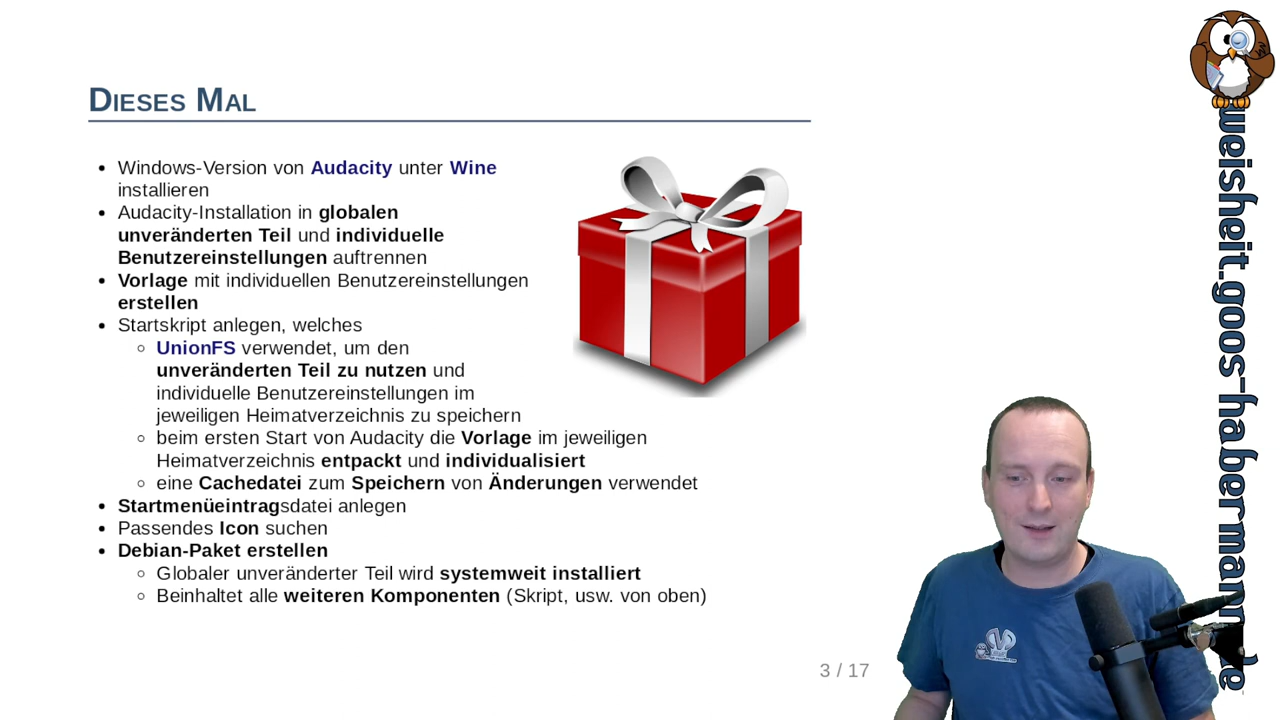 Dieses Mal
Windows-Version von Audacity unter Wine
installieren
Audacity-Installation in globalen
unveränderten Teil und individuelle
Benutzereinstellungen auftrennen
Vorlage mit individuellen Benutzereinstellungen
erstellen
Startskript anlegen, welches
UnionFS verwendet, um den
unveränderten Teil zu nutzen und
individuelle Benutzereinstellungen im
jeweiligen Heimatverzeichnis zu speichern
beim ersten Start von Audacity die Vorlage im jeweiligen
Heimatverzeichnis entpackt und individualisiert
eine Cachedatei zum Speichern von Änderungen verwendet
Startmenüeintragsdatei anlegen
Passendes Icon suchen
Debian-Paket erstellen
Globaler unveränderter Teil wird systemweit installiert
Beinhaltet alle weiteren Komponenten (Skript, usw. von oben)
3 / 17
weisheit.goos-habermann.de